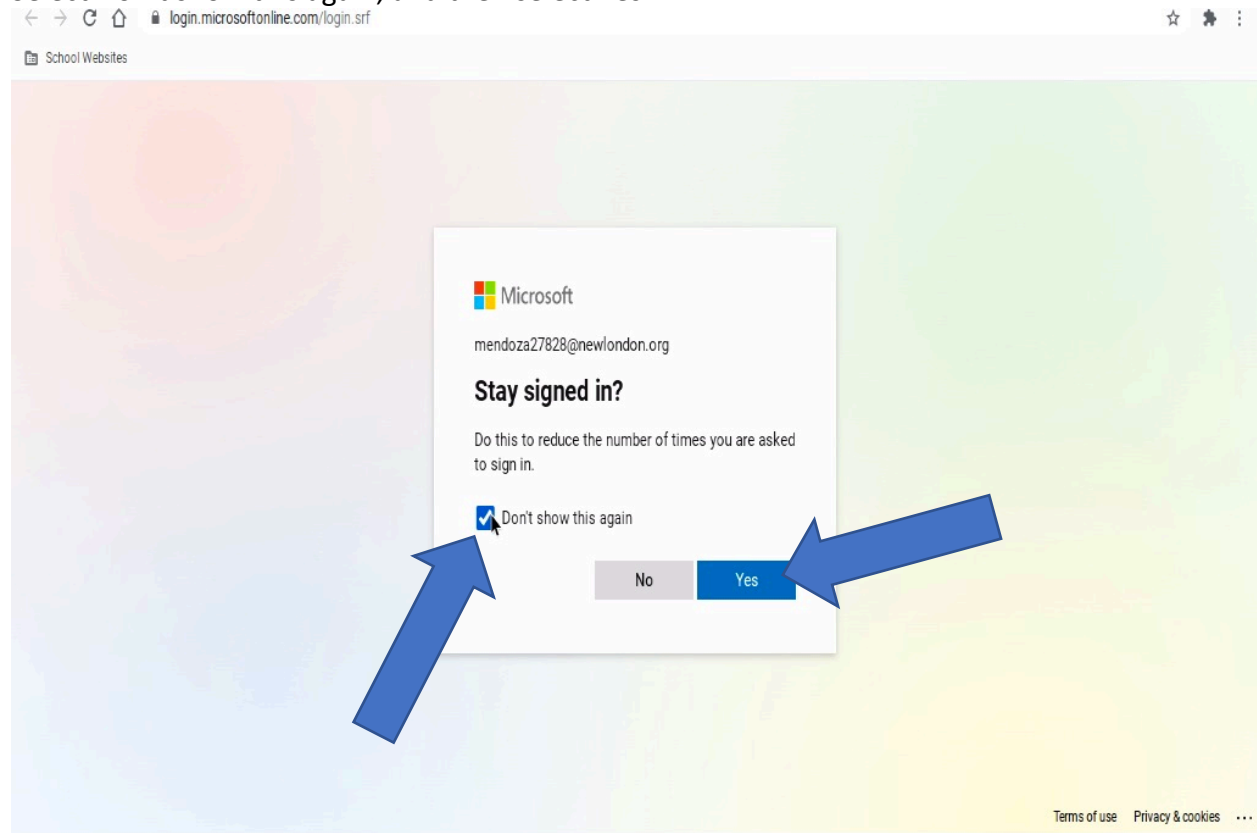 login.microsoftonline.com/login.srf
School Websites
Microsoft
mendoza27828@newlondon.org
Stay signed in?
Do this to reduce the number of times you are asked
to sign in.
Don't show this again
No Yes
Terms of use Privacy & cookies ...